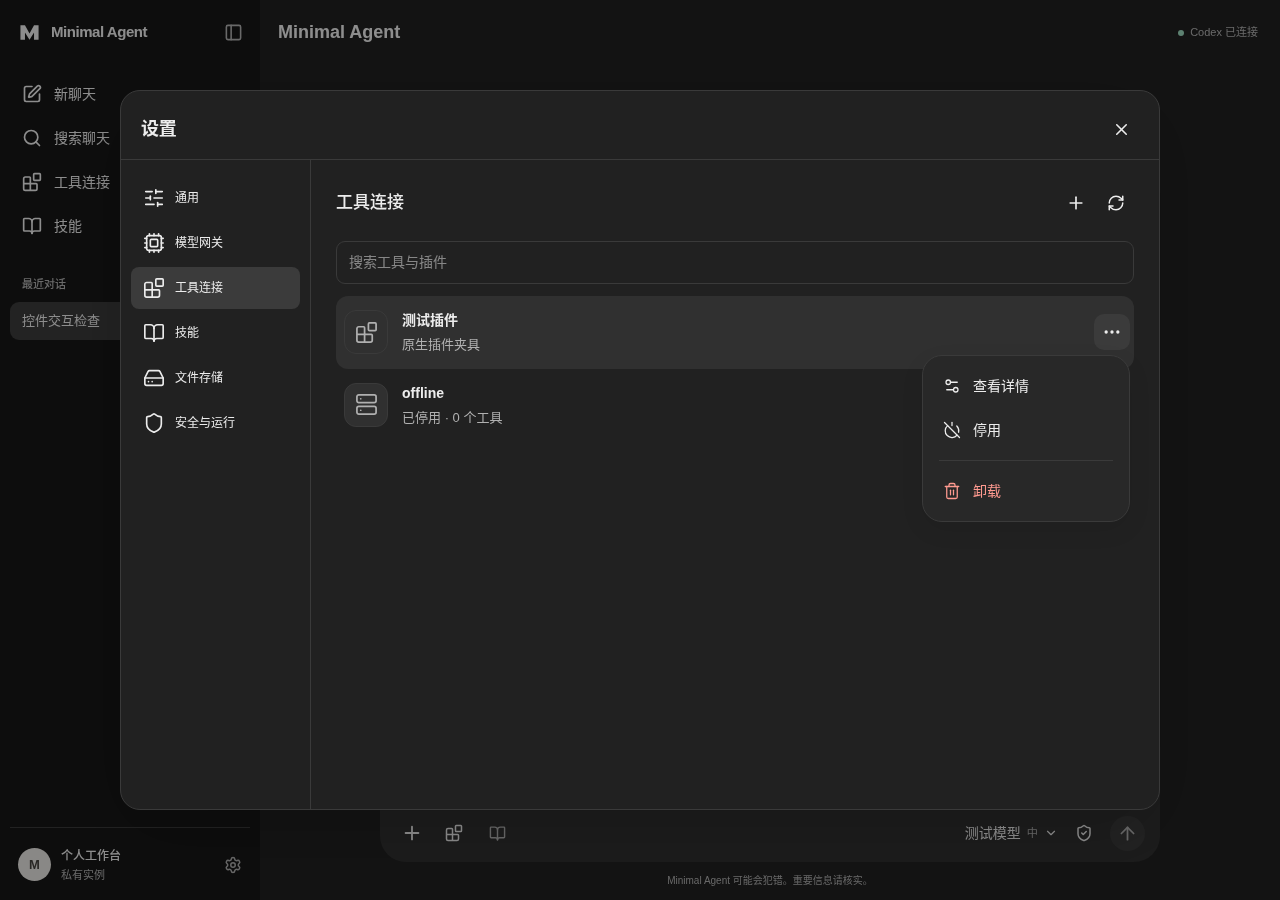 Minimal Agent
Minimal Agent
Codex 已连接
新聊天
搜索聊天
工具连接
技能
最近对话
控件交互检查
设置
通用
模型网关
工具连接
技能
文件存储
安全与运行
工具连接
搜索工具与插件
测试插件
原生插件夹具
offline
已停用 · 0 个工具
查看详情
停用
卸载
测试模型 中
M
个人工作台
私有实例
Minimal Agent 可能会犯错。重要信息请核实。